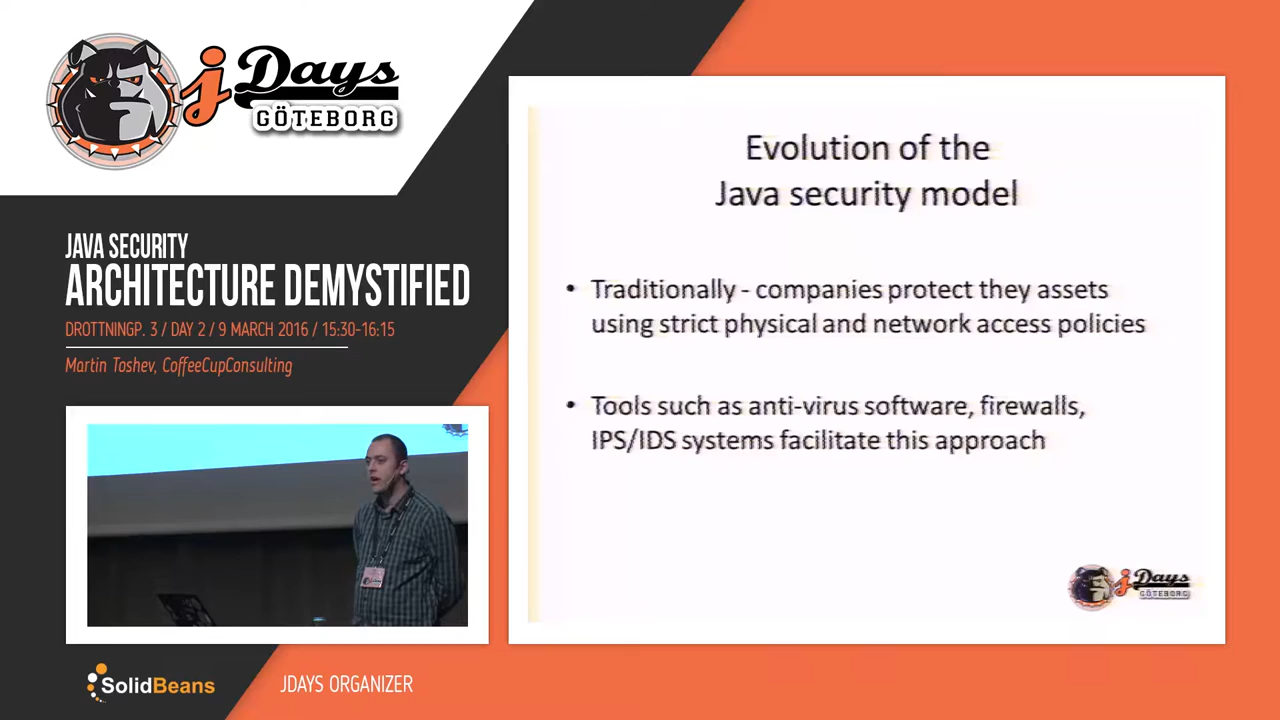 jDays
GÖTEBORG
JAVA SECURITY
ARCHITECTURE DEMYSTIFIED
DROTTNINGP. 3 / DAY 2 / 9 MARCH 2016 / 15:30-16:15
Martin Toshev, CoffeeCupConsulting
Evolution of the
Java security model
• Traditionally - companies protect they assets
using strict physical and network access policies
• Tools such as anti-virus software, firewalls,
IPS/IDS systems facilitate this approach
jDays
GÖTEBORG
SolidBeans
JDAYS ORGANIZER